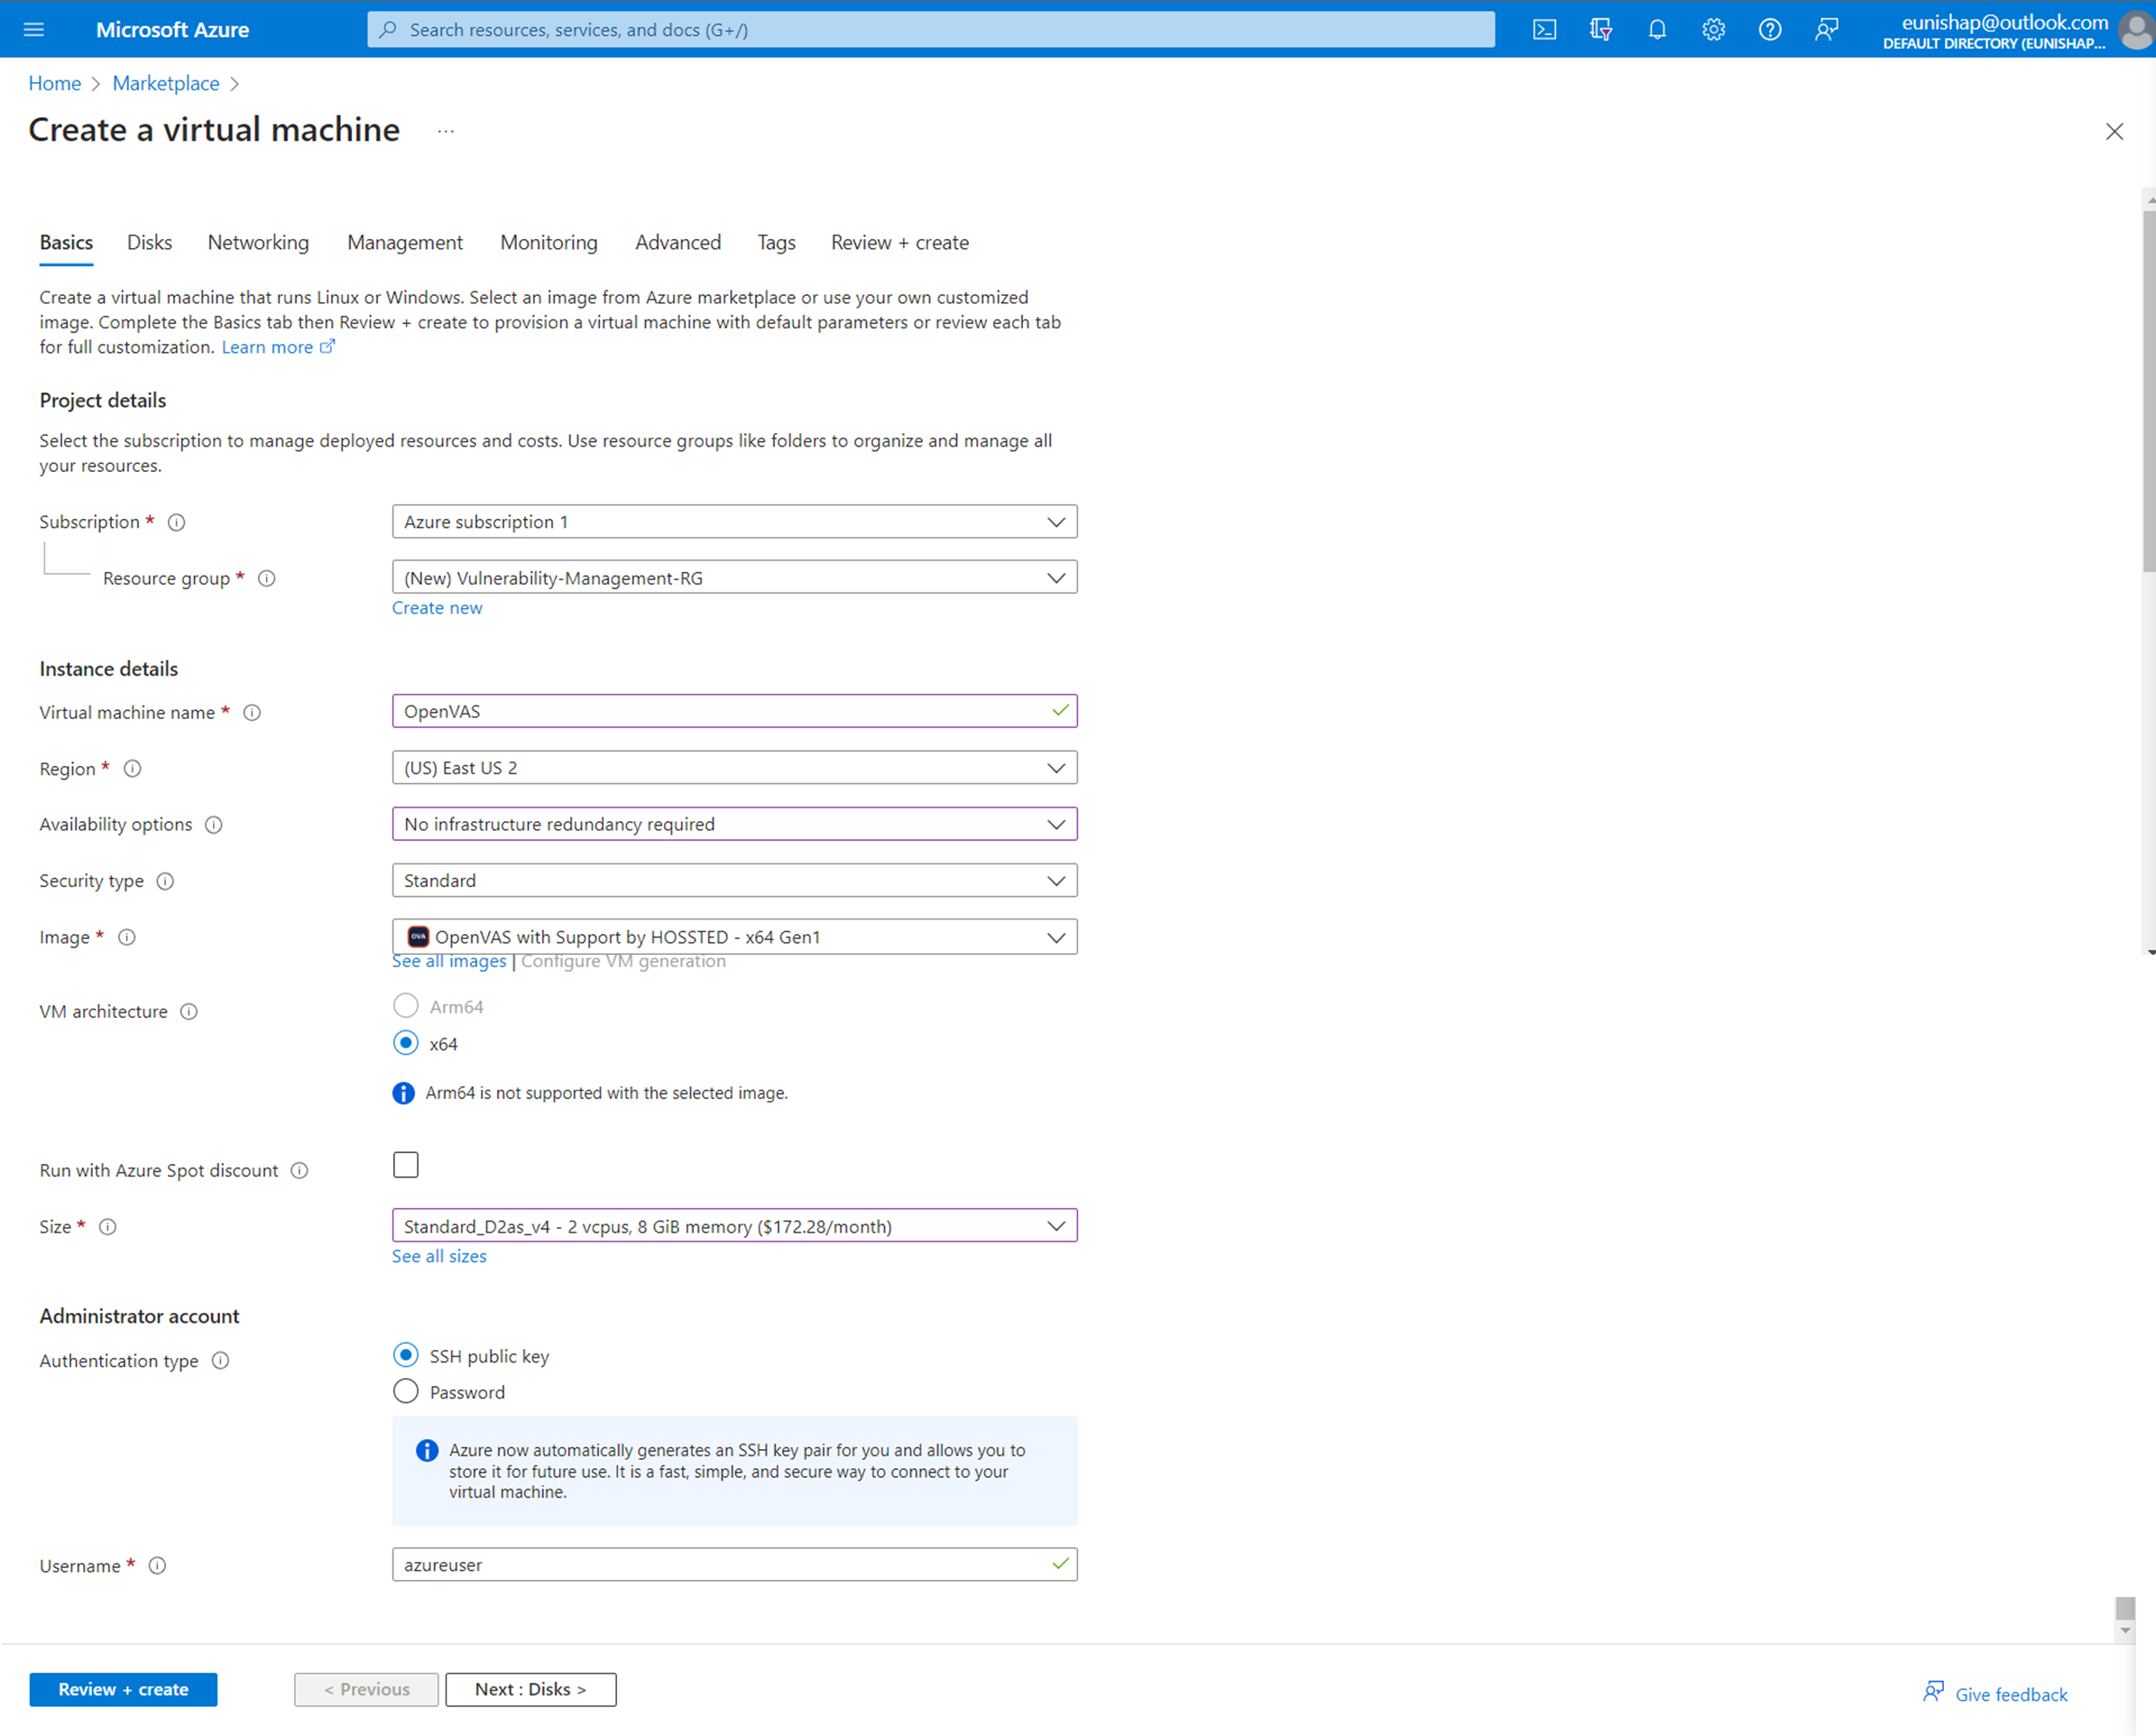 Microsoft Azure
Search resources, services, and docs (G+/)
eunishap@outlook.com
DEFAULT DIRECTORY (EUNISHAP...
Home > Marketplace >
Create a virtual machine ...
Basics Disks Networking Management Monitoring Advanced Tags Review + create
Create a virtual machine that runs Linux or Windows. Select an image from Azure marketplace or use your own customized
image. Complete the Basics tab then Review + create to provision a virtual machine with default parameters or review each tab
for full customization. Learn more
Project details
Select the subscription to manage deployed resources and costs. Use resource groups like folders to organize and manage all
your resources.
Subscription * Azure subscription 1
Resource group * (New) Vulnerability-Management-RG
Create new
Instance details
Virtual machine name * OpenVAS
Region * (US) East US 2
Availability options No infrastructure redundancy required
Security type Standard
Image * OVA OpenVAS with Support by HOSSTED - x64 Gen1
See all images | Configure VM generation
VM architecture Arm64
x64
Arm64 is not supported with the selected image.
Run with Azure Spot discount
Size * Standard_D2as_v4 - 2 vcpus, 8 GiB memory ($172.28/month)
See all sizes
Administrator account
Authentication type SSH public key
Password
Azure now automatically generates an SSH key pair for you and allows you to
store it for future use. It is a fast, simple, and secure way to connect to your
virtual machine.
Username * azureuser
Review + create < Previous Next : Disks > Give feedback